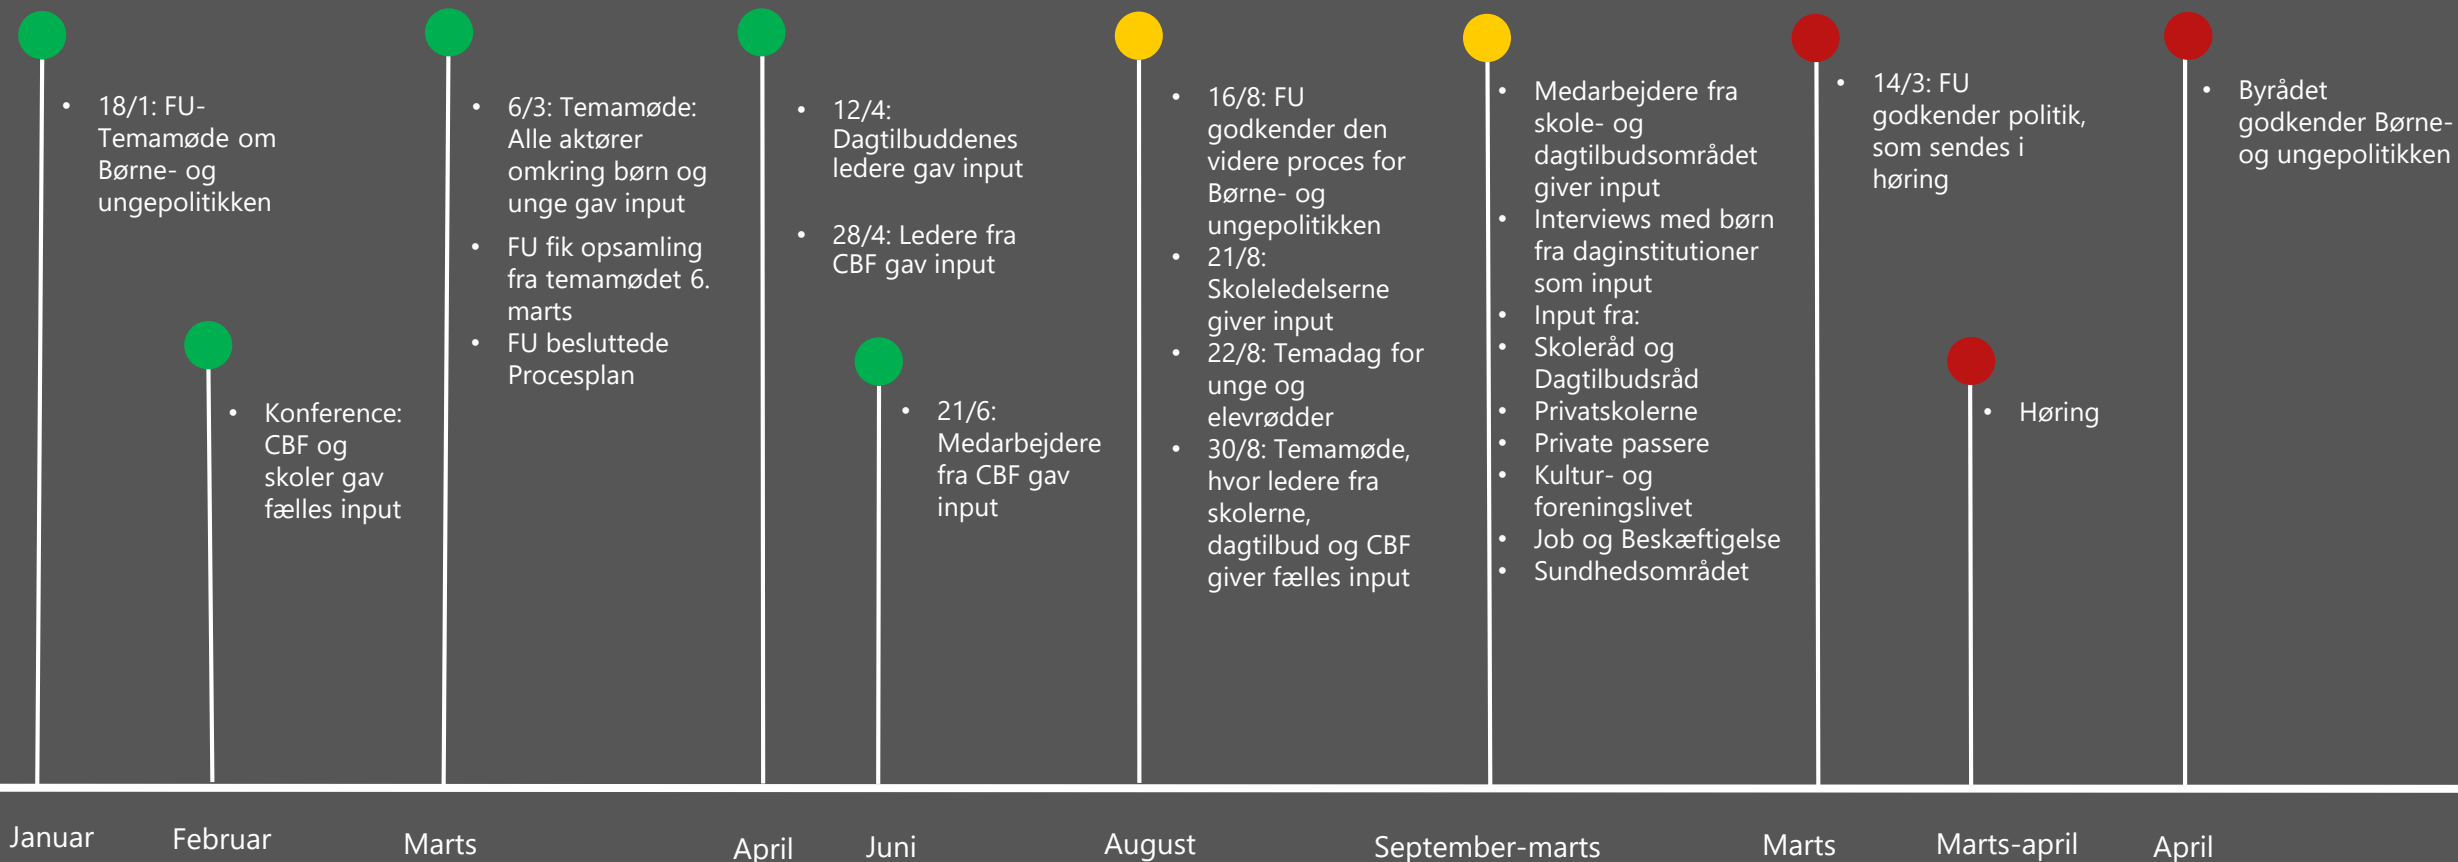 • 18/1: FU-
Temamøde om
Børne- og
ungepolitikken
• Konference:
CBF og
skoler gav
fælles input
• 6/3: Temamøde:
Alle aktører
omkring børn og
unge gav input
• FU fik opsamling
fra temamødet 6.
marts
• FU besluttede
Procesplan
• 12/4:
Dagtilbuddenes
ledere gav input
• 28/4: Ledere fra
CBF gav input
• 21/6:
Medarbejdere
fra CBF gav
input
• 16/8: FU
godkender den
videre proces for
Børne- og
ungepolitikken
• 21/8:
Skoleledelserne
giver input
• 22/8: Temadag for
unge og
elevrødder
• 30/8: Temamøde,
hvor ledere fra
skolerne,
dagtilbud og CBF
giver fælles input
• Medarbejdere fra
skole- og
dagtilbudsområdet
giver input
• Interviews med børn
fra daginstitutioner
som input
• Input fra:
• Skoleråd og
Dagtilbudsråd
• Privatskolerne
• Private passere
• Kultur- og
foreningslivet
• Job og Beskæftigelse
• Sundhedsområdet
• 14/3: FU
godkender politik,
som sendes i
høring
• Høring
• Byrådet
godkender Børne-
og ungepolitikken
Januar
Februar
Marts
April
Juni
August
September-marts
Marts
Marts-april
April